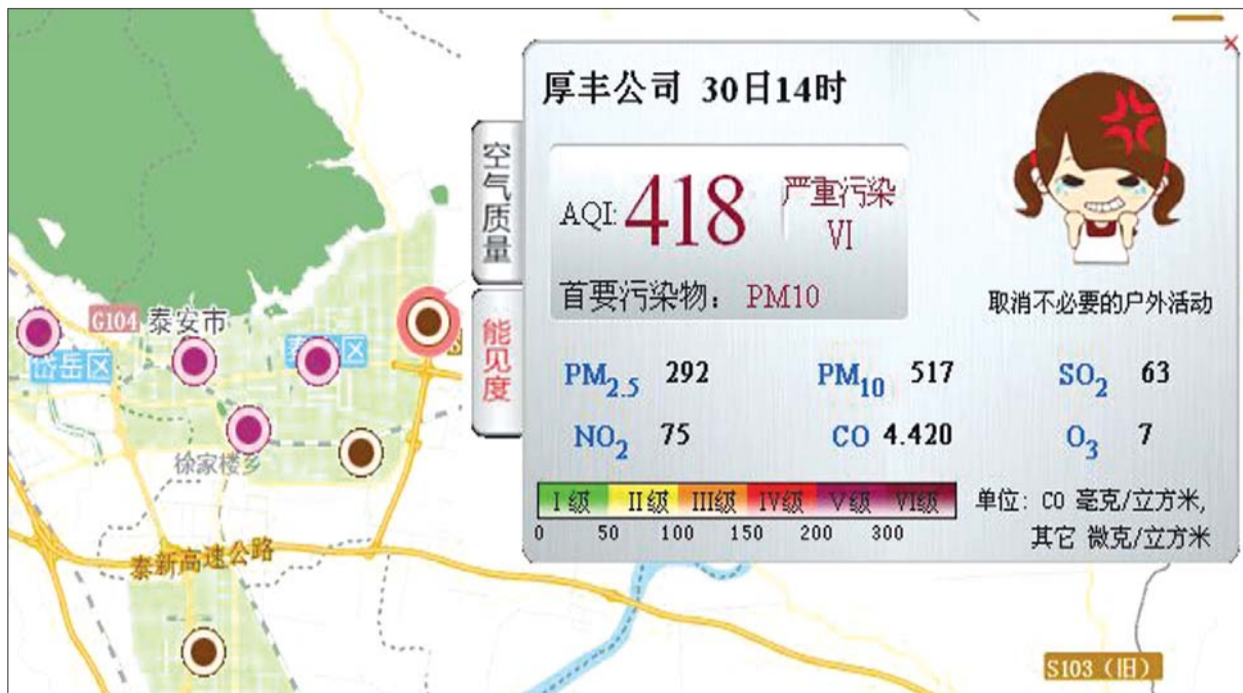 厚丰公司 30日14时
空气质量
能见度
AQI: 418
严重污染
VI
首要污染物: PM10
取消不必要的户外活动
PM2.5 292
PM10 517
SO2 63
NO2 75
CO 4.420
O3 7
I级 II级 III级 IV级 V级 VI级
0 50 100 150 200 300
单位: CO 毫克/立方米,
其它 微克/立方米
G104 泰安市
岱岳区
区
徐家楼乡
泰新高速公路
S103（旧）